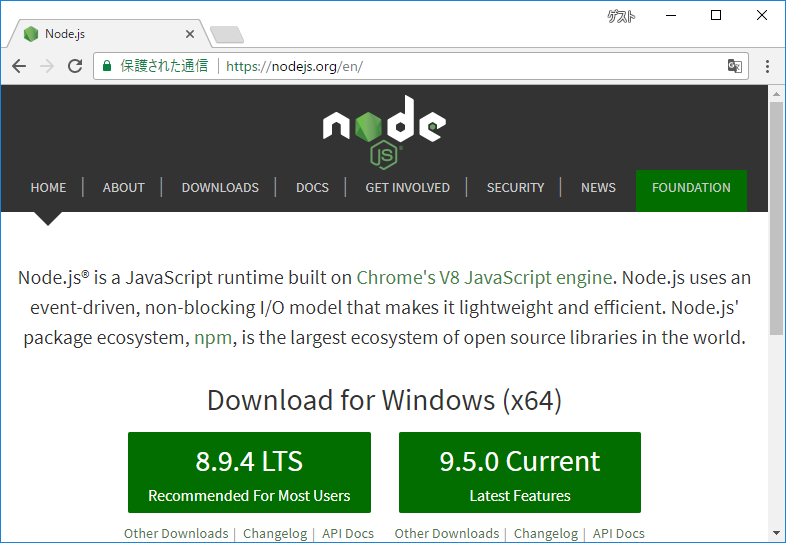 ゲスト
Node.js
保護された通信 | https://nodejs.org/en/
node
JS
HOME | ABOUT | DOWNLOADS | DOCS | GET INVOLVED | SECURITY | NEWS FOUNDATION
Node.js® is a JavaScript runtime built on Chrome's V8 JavaScript engine. Node.js uses an
event-driven, non-blocking I/O model that makes it lightweight and efficient. Node.js'
package ecosystem, npm, is the largest ecosystem of open source libraries in the world.
Download for Windows (x64)
8.9.4 LTS
Recommended For Most Users
9.5.0 Current
Latest Features
Other Downloads | Changelog | API Docs
Other Downloads | Changelog | API Docs